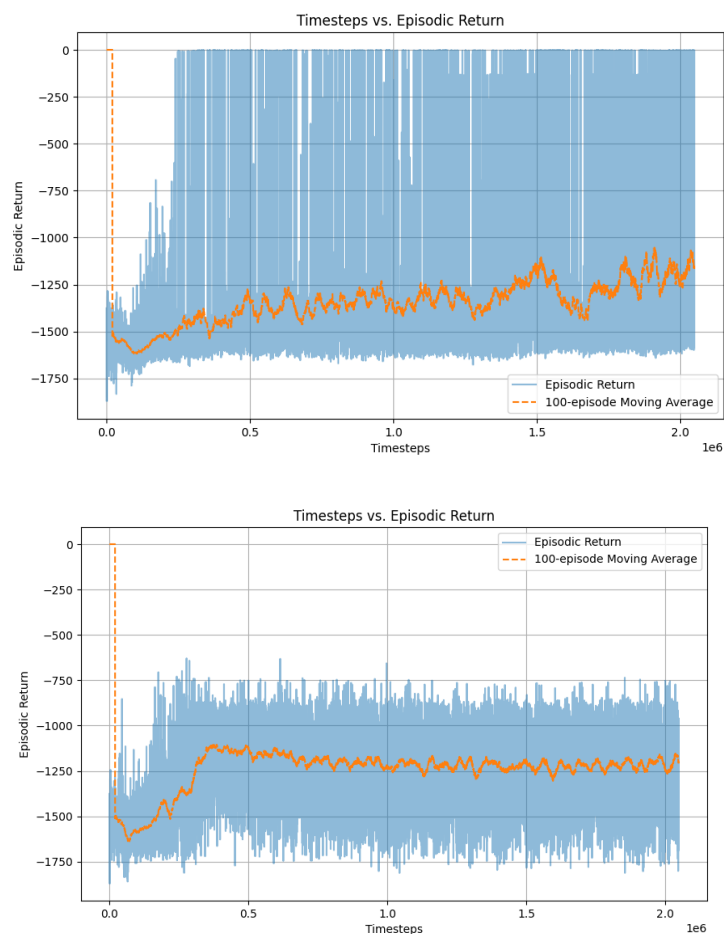 Timesteps vs. Episodic Return
0
−250
−500
−750
−1000
−1250
−1500
−1750
Episodic Return
0.0
0.5
1.0
1.5
2.0
1e6
Timesteps
Episodic Return
100-episode Moving Average
Timesteps vs. Episodic Return
0
−250
−500
−750
−1000
−1250
−1500
−1750
Episodic Return
Episodic Return
100-episode Moving Average
0.0
0.5
1.0
1.5
2.0
1e6
Timesteps